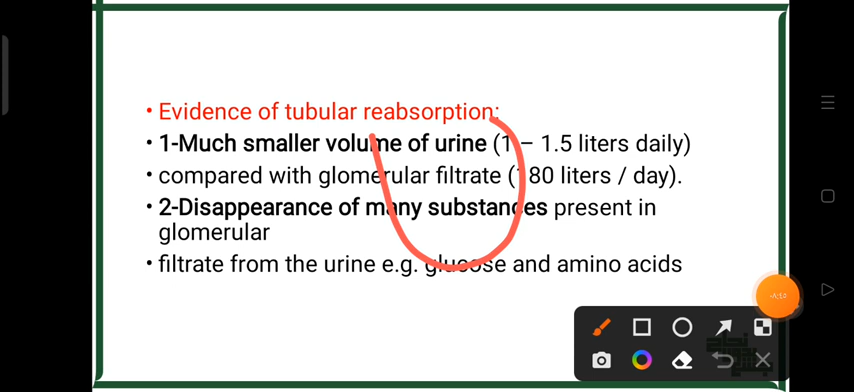 • Evidence of tubular reabsorption:
• 1-Much smaller volume of urine (1 – 1.5 liters daily)
• compared with glomerular filtrate (180 liters / day).
• 2-Disappearance of many substances present in
glomerular
• filtrate from the urine e.g. glucose and amino acids
٠٨:٤٥